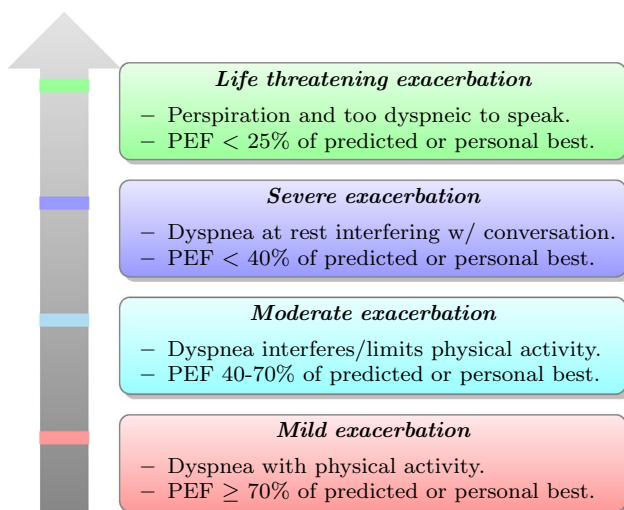 Life threatening exacerbation
– Perspiration and too dyspneic to speak.
– PEF < 25% of predicted or personal best.
Severe exacerbation
– Dyspnea at rest interfering w/ conversation.
– PEF < 40% of predicted or personal best.
Moderate exacerbation
– Dyspnea interferes/limits physical activity.
– PEF 40-70% of predicted or personal best.
Mild exacerbation
– Dyspnea with physical activity.
– PEF ≥ 70% of predicted or personal best.